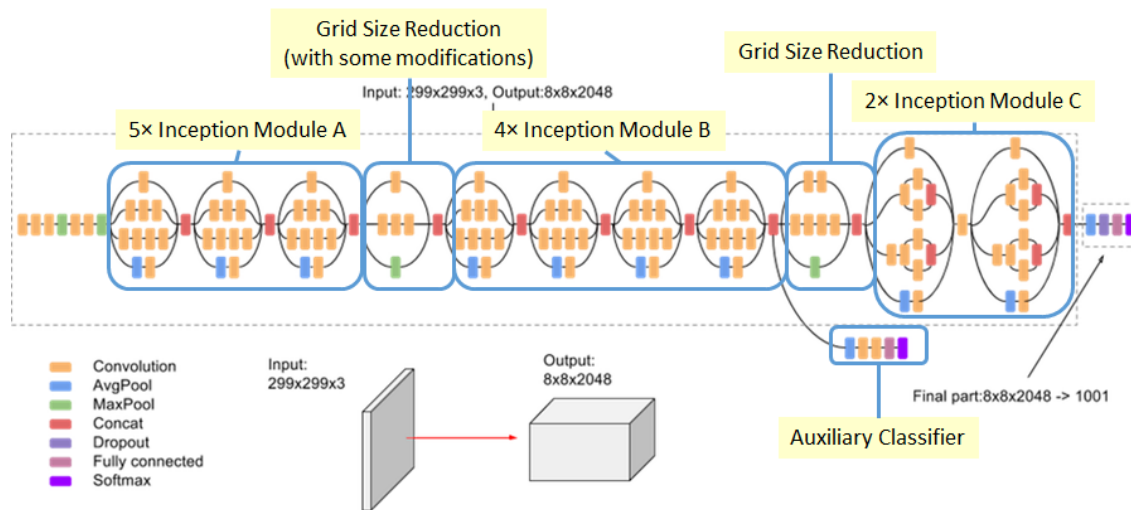 Grid Size Reduction
(with some modifications)
Grid Size Reduction
Input: 299x299x3, Output:8x8x2048
2× Inception Module C
5× Inception Module A
4× Inception Module B
Convolution
AvgPool
MaxPool
Concat
Dropout
Fully connected
Softmax
Input:
299x299x3
Output:
8x8x2048
Final part:8x8x2048 -> 1001
Auxiliary Classifier